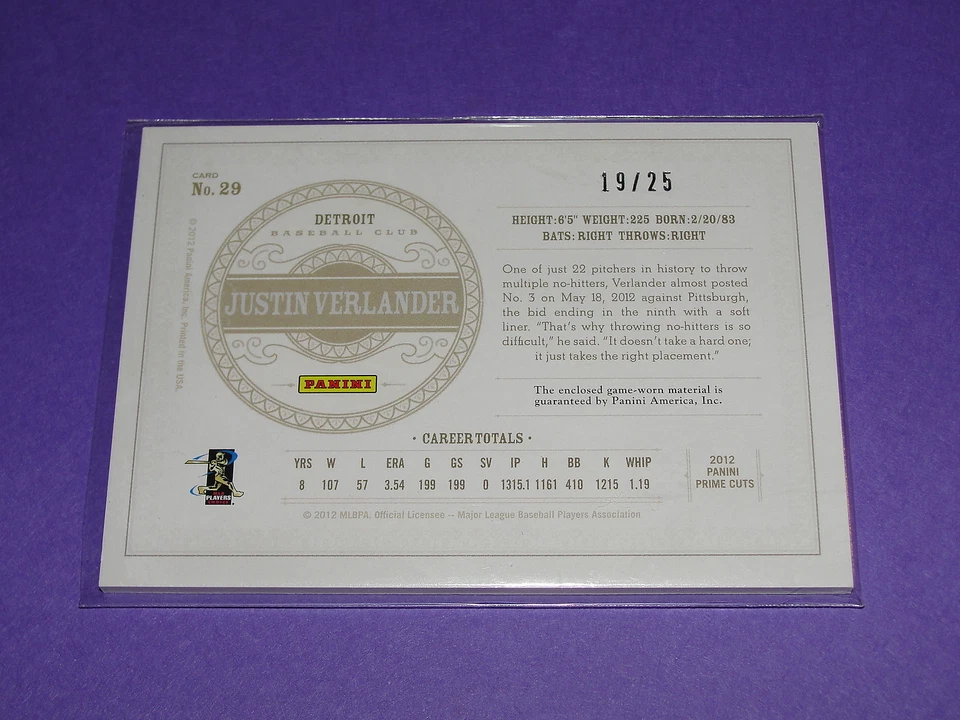 CARD
No. 29
19/25
DETROIT
BASEBALL CLUB
JUSTIN VERLANDER
PANINI
© 2012 Panini America, Inc. Printed in the USA.
HEIGHT:6'5" WEIGHT:225 BORN:2/20/83
BATS:RIGHT THROWS:RIGHT
One of just 22 pitchers in history to throw
multiple no-hitters, Verlander almost posted
No. 3 on May 18, 2012 against Pittsburgh,
the bid ending in the ninth with a soft
liner. "That's why throwing no-hitters is so
difficult," he said. "It doesn't take a hard one;
it just takes the right placement."
The enclosed game-worn material is
guaranteed by Panini America, Inc.
• CAREER TOTALS •
YRS W L ERA G GS SV IP H BB K WHIP
8 107 57 3.54 199 199 0 1315.1 1161 410 1215 1.19
2012
PANINI
PRIME CUTS
PLAYERS
© 2012 MLBPA. Official Licensee -- Major League Baseball Players Association